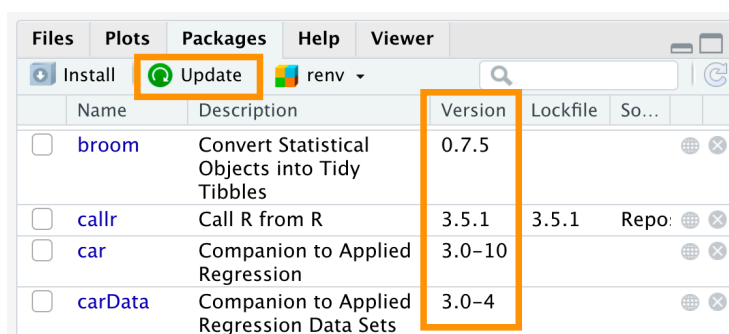 Files Plots Packages Help Viewer
Install Update renv
Name Description Version Lockfile So...
broom Convert Statistical 0.7.5
Objects into Tidy
Tibbles
callr Call R from R 3.5.1 3.5.1 Repo
car Companion to Applied 3.0-10
Regression
carData Companion to Applied 3.0-4
Regression Data Sets